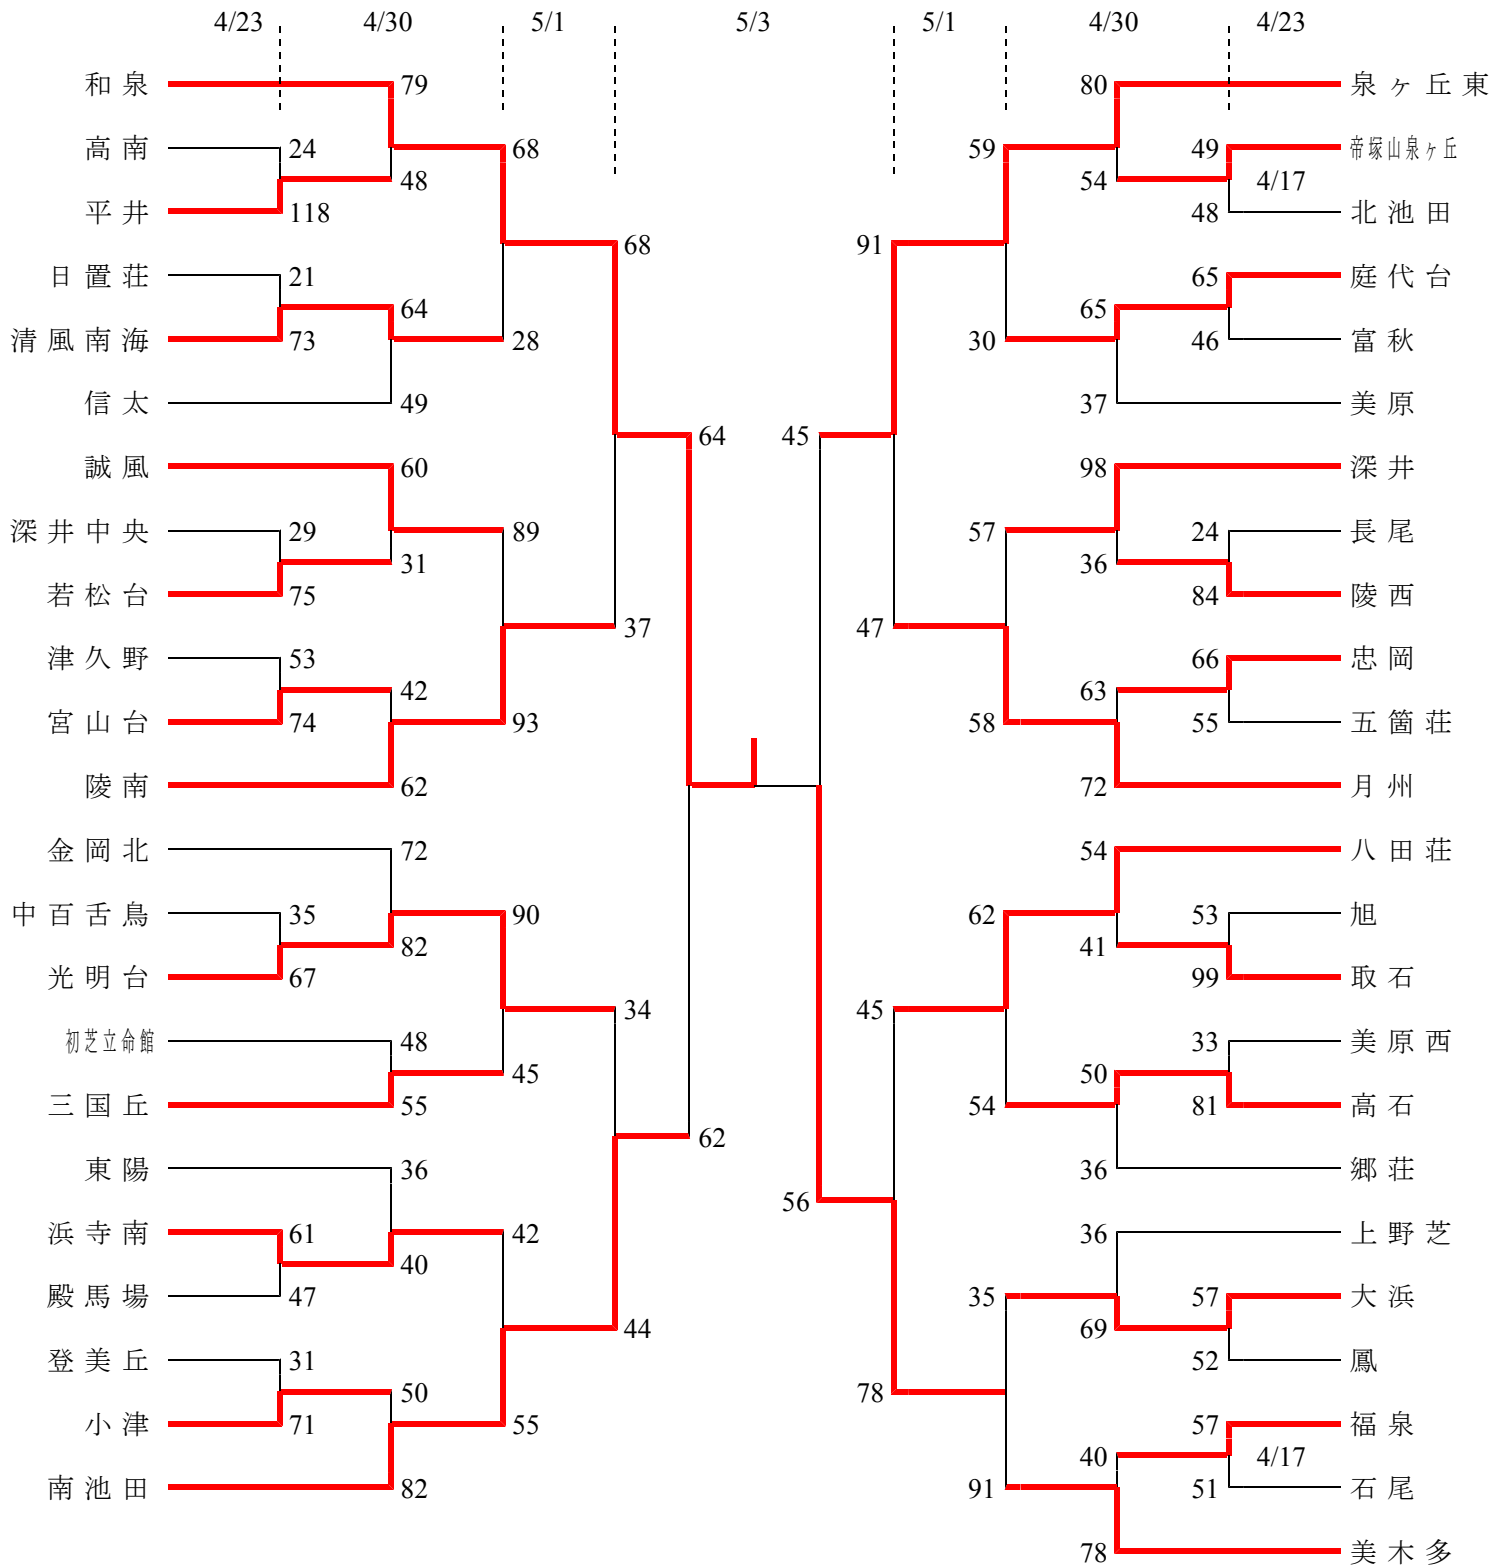 4/23 4/30 5/1 5/3 5/1 4/30 4/23
和泉 79 80 泉ヶ丘東
高南 24 68 59 49 帝塚山泉ヶ丘
48 54 4/17
平井 118 48 北池田
68 91
日置荘 21 65 庭代台
64 65
清風南海 73 28 30 46 富秋
信太 49 37 美原
64 45
誠風 60 98 深井
深井中央 29 89 57 24 長尾
31 36
若松台 75 84 陵西
37 47
津久野 53 66 忠岡
42 63
宮山台 74 93 58 55 五箇荘
陵南 62 72 月州
金岡北 72 54 八田荘
中百舌鳥 35 90 62 53 旭
82 41
光明台 67 99 取石
34 45
初芝立命館 48 33 美原西
45 50
三国丘 55 54 81 高石
62
東陽 36 36 郷荘
56
浜寺南 61 42 36 上野芝
40
殿馬場 47 35 57 大浜
44 69
登美丘 31 52 鳳
50 78
小津 71 55 57 福泉
40 4/17
南池田 82 91 51 石尾
78 美木多